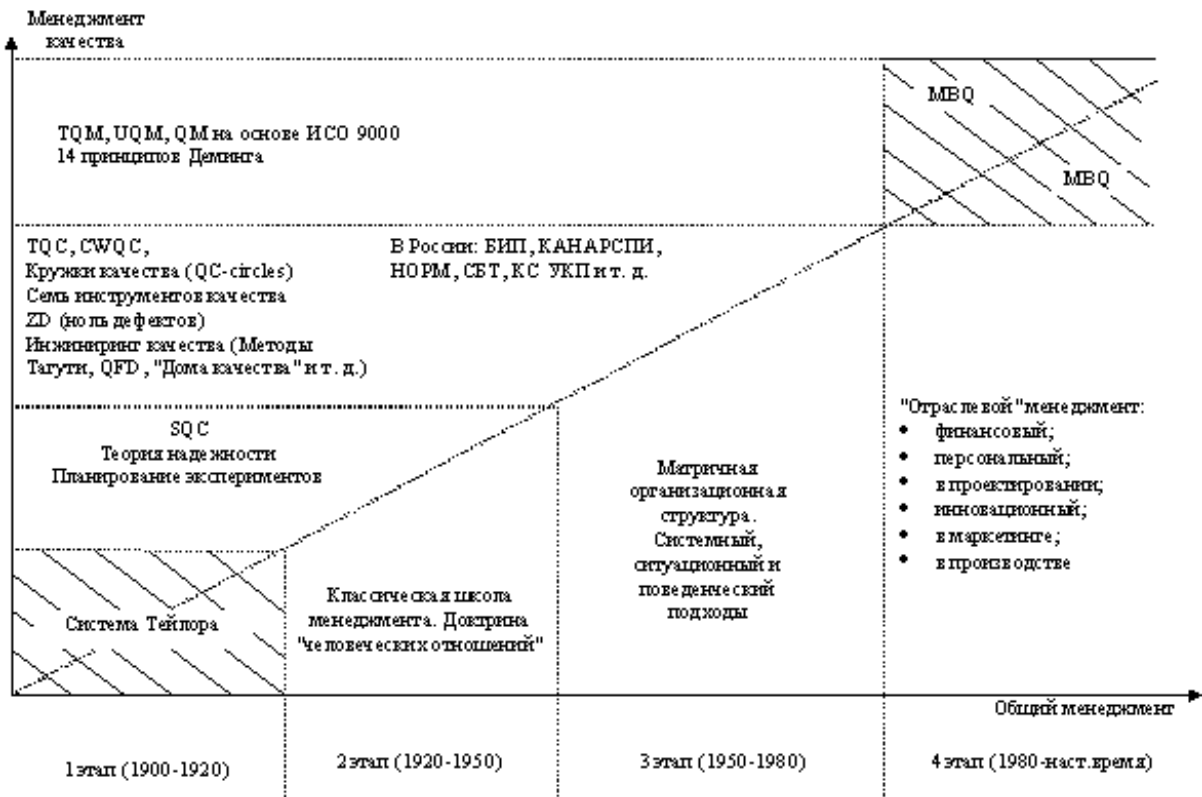 Менеджмент
качества
MBQ
MBQ
TQM, UQM, QM на основе ИСО 9000
14 принципов Деминга
TQC, CWQC,
Кружки качества (QC-circles)
Семь инструментов качества
ZD (ноль дефектов)
Инжиниринг качества (Методы
Тагути, QFD, "Дома качества" и т. д.)
В России: БИП, КАНАРСПИ,
НОРМ, СБТ, КС УКП и т. д.
SQC
Теория надежности
Планирование экспериментов
Матричная
организационная
структура.
Системный,
ситуационный и
поведенческий
подходы
"Отраслевой" менеджмент:
• финансовый;
• персональный;
• в проектировании;
• инновационный;
• в маркетинге;
• в производстве
Система Тейлора
Классическая школа
менеджмента. Доктрина
"человеческих отношений"
Общий менеджмент
1 этап (1900-1920)
2 этап (1920-1950)
3 этап (1950-1980)
4 этап (1980-наст.время)